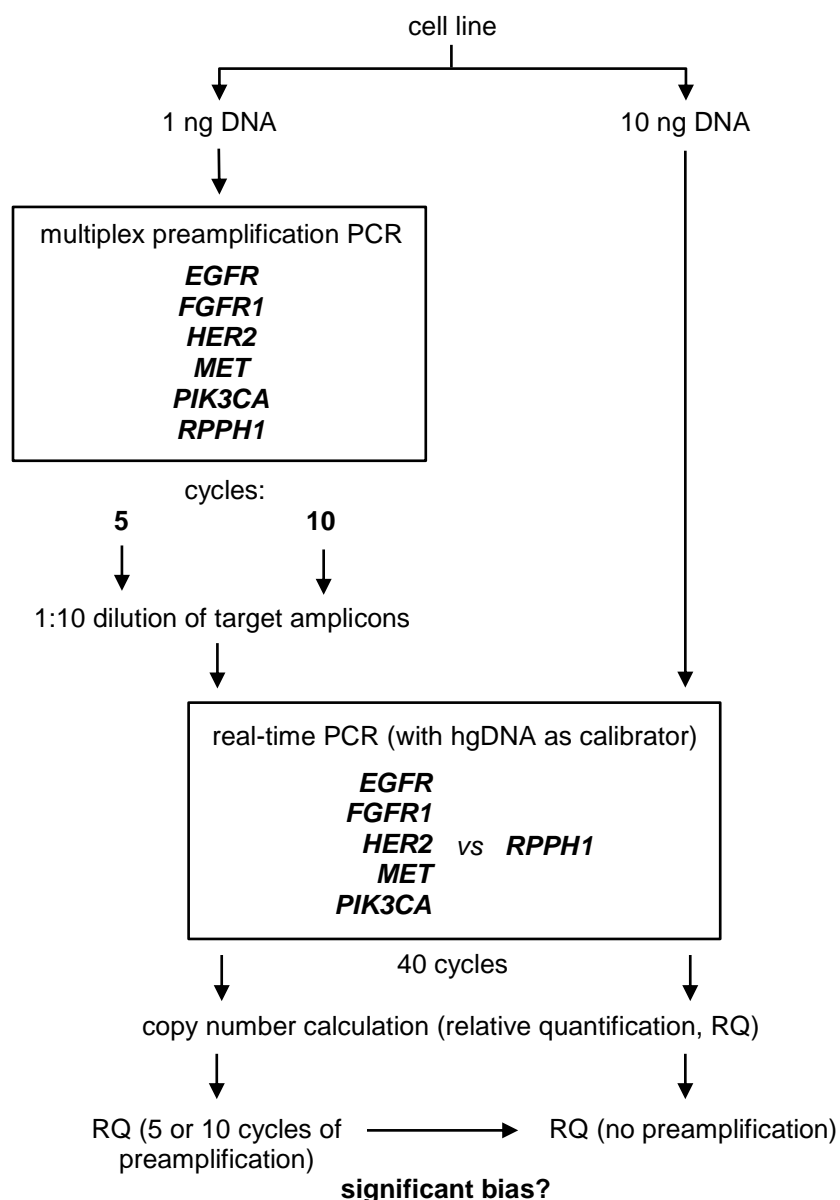 cell line
1 ng DNA
10 ng DNA
multiplex preamplification PCR
EGFR
FGFR1
HER2
MET
PIK3CA
RPPH1
cycles:
5 10
1:10 dilution of target amplicons
real-time PCR (with hgDNA as calibrator)
EGFR
FGFR1
HER2 vs RPPH1
MET
PIK3CA
40 cycles
copy number calculation (relative quantification, RQ)
RQ (5 or 10 cycles of
preamplification)
RQ (no preamplification)
significant bias?